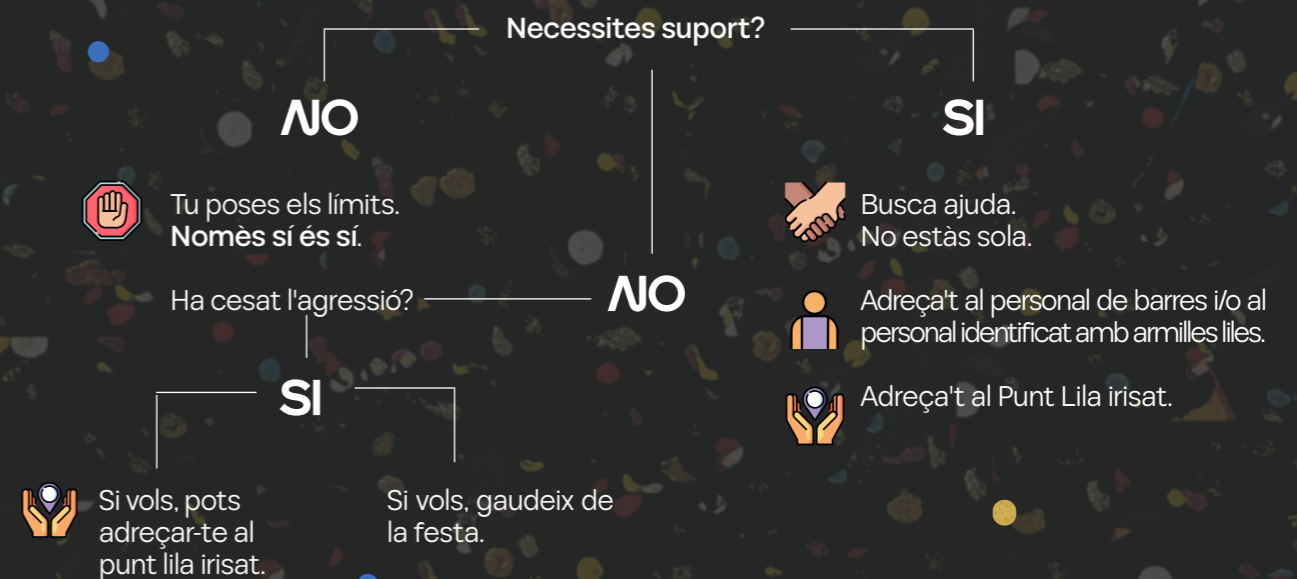 Necessites suport?
NO
Tu poses els límits.
Nomès sí és sí.
Ha cesat l'agressió?
NO
SI
Si vols, pots
adreçar-te al
punt lila irisat.
Si vols, gaudeix de
la festa.
SI
Busca ajuda.
No estàs sola.
Adreça't al personal de barres i/o al
personal identificat amb armilles liles.
Adreça't al Punt Lila irisat.